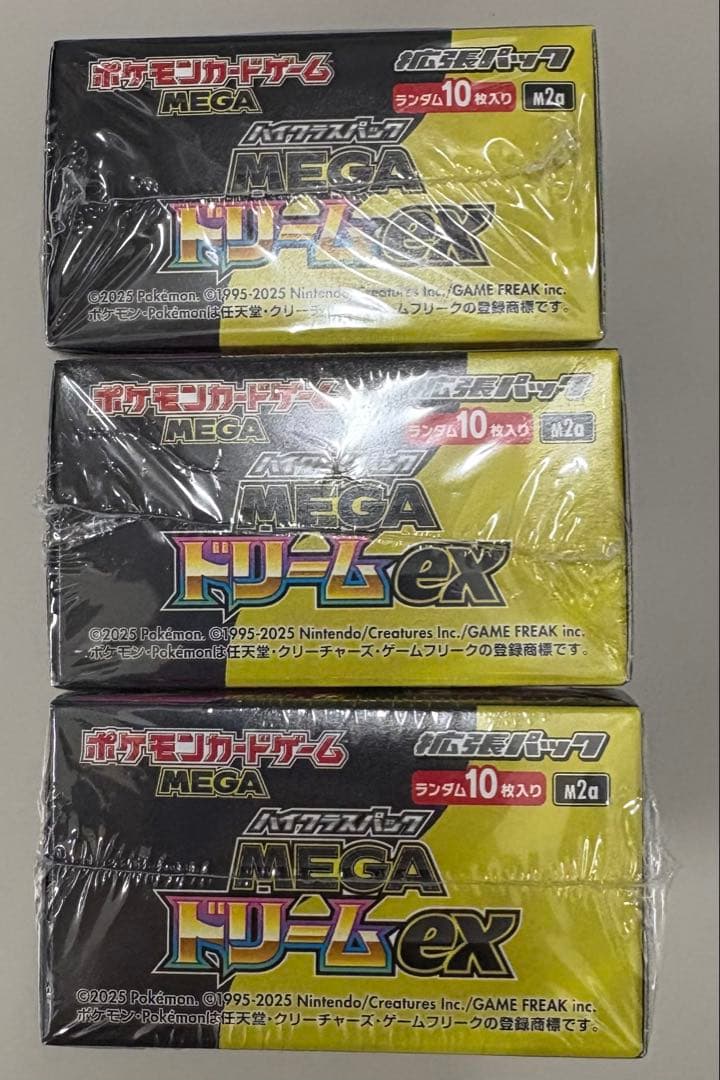 ポケモンカードゲーム 拡張パック
MEGA ランダム10枚入り M2a
ハイクラスパック
MEGA
ドリームex
©2025 Pokémon. ©1995-2025 Nintendo/Creatures Inc./GAME FREAK inc.
ポケモン・Pokémonは任天堂・クリーチャーズ・ゲームフリークの登録商標です。
ポケモンカードゲーム 拡張パック
MEGA ランダム10枚入り M2a
ハイクラスパック
MEGA
ドリームex
©2025 Pokémon. ©1995-2025 Nintendo/Creatures Inc./GAME FREAK inc.
ポケモン・Pokémonは任天堂・クリーチャーズ・ゲームフリークの登録商標です。
ポケモンカードゲーム 拡張パック
MEGA ランダム10枚入り M2a
ハイクラスパック
MEGA
ドリームex
©2025 Pokémon. ©1995-2025 Nintendo/Creatures Inc./GAME FREAK inc.
ポケモン・Pokémonは任天堂・クリーチャーズ・ゲームフリークの登録商標です。